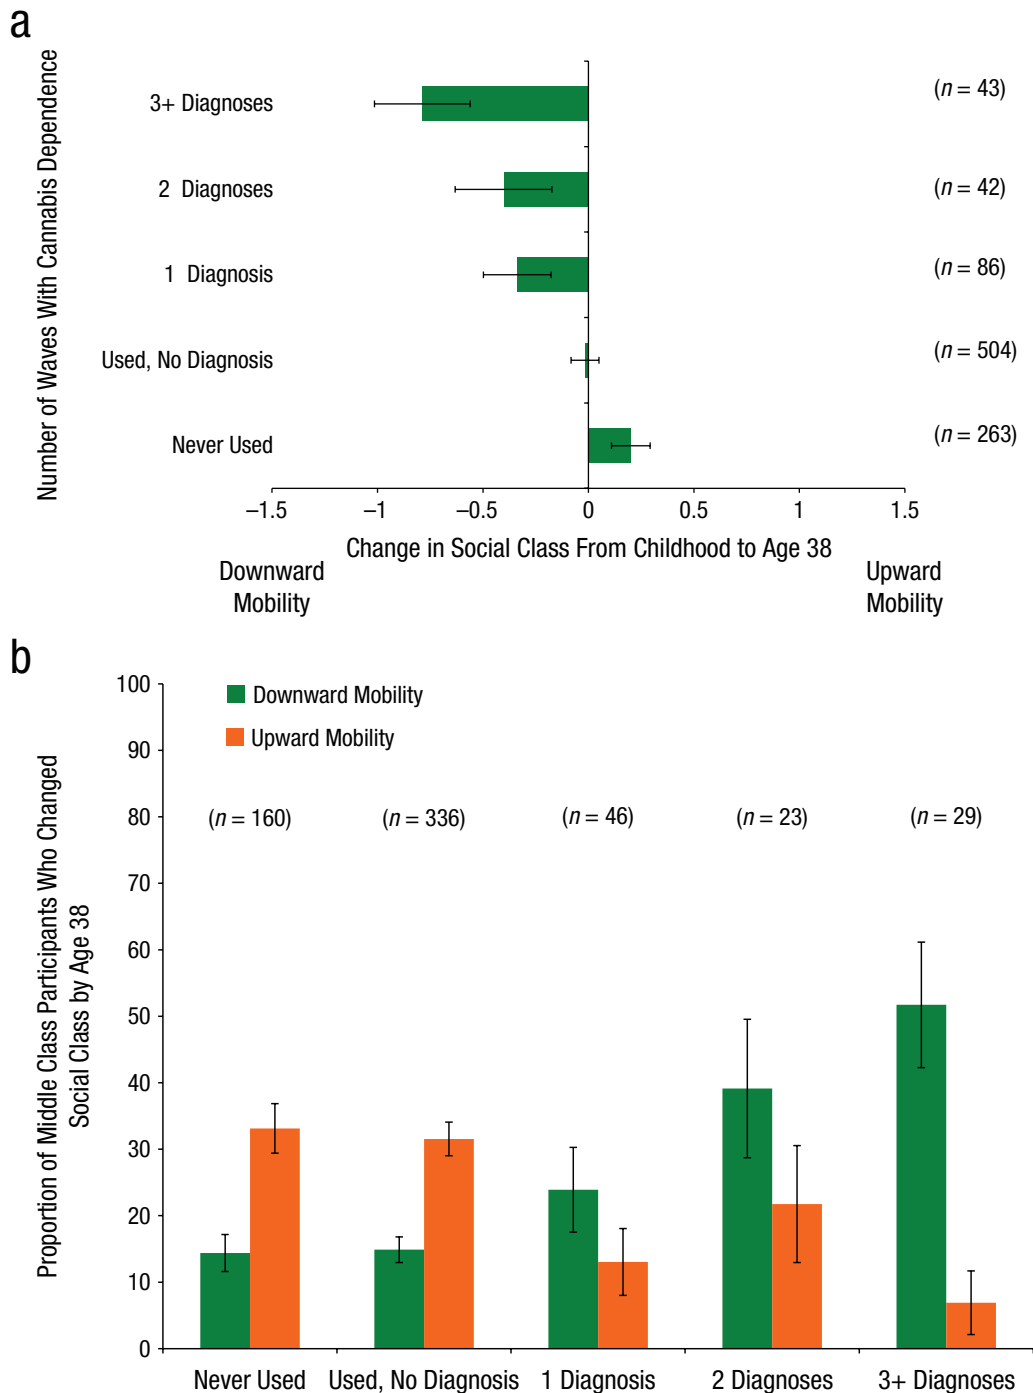 a
Number of Waves With Cannabis Dependence
3+ Diagnoses
(n = 43)
2 Diagnoses
(n = 42)
1 Diagnosis
(n = 86)
Used, No Diagnosis
(n = 504)
Never Used
(n = 263)
–1.5 –1 –0.5 0 0.5 1 1.5
Change in Social Class From Childhood to Age 38
Downward
Mobility
Upward
Mobility
b
Proportion of Middle Class Participants Who Changed
Social Class by Age 38
100
90
80
70
60
50
40
30
20
10
0
Downward Mobility
Upward Mobility
(n = 160) (n = 336) (n = 46) (n = 23) (n = 29)
Never Used Used, No Diagnosis 1 Diagnosis 2 Diagnoses 3+ Diagnoses